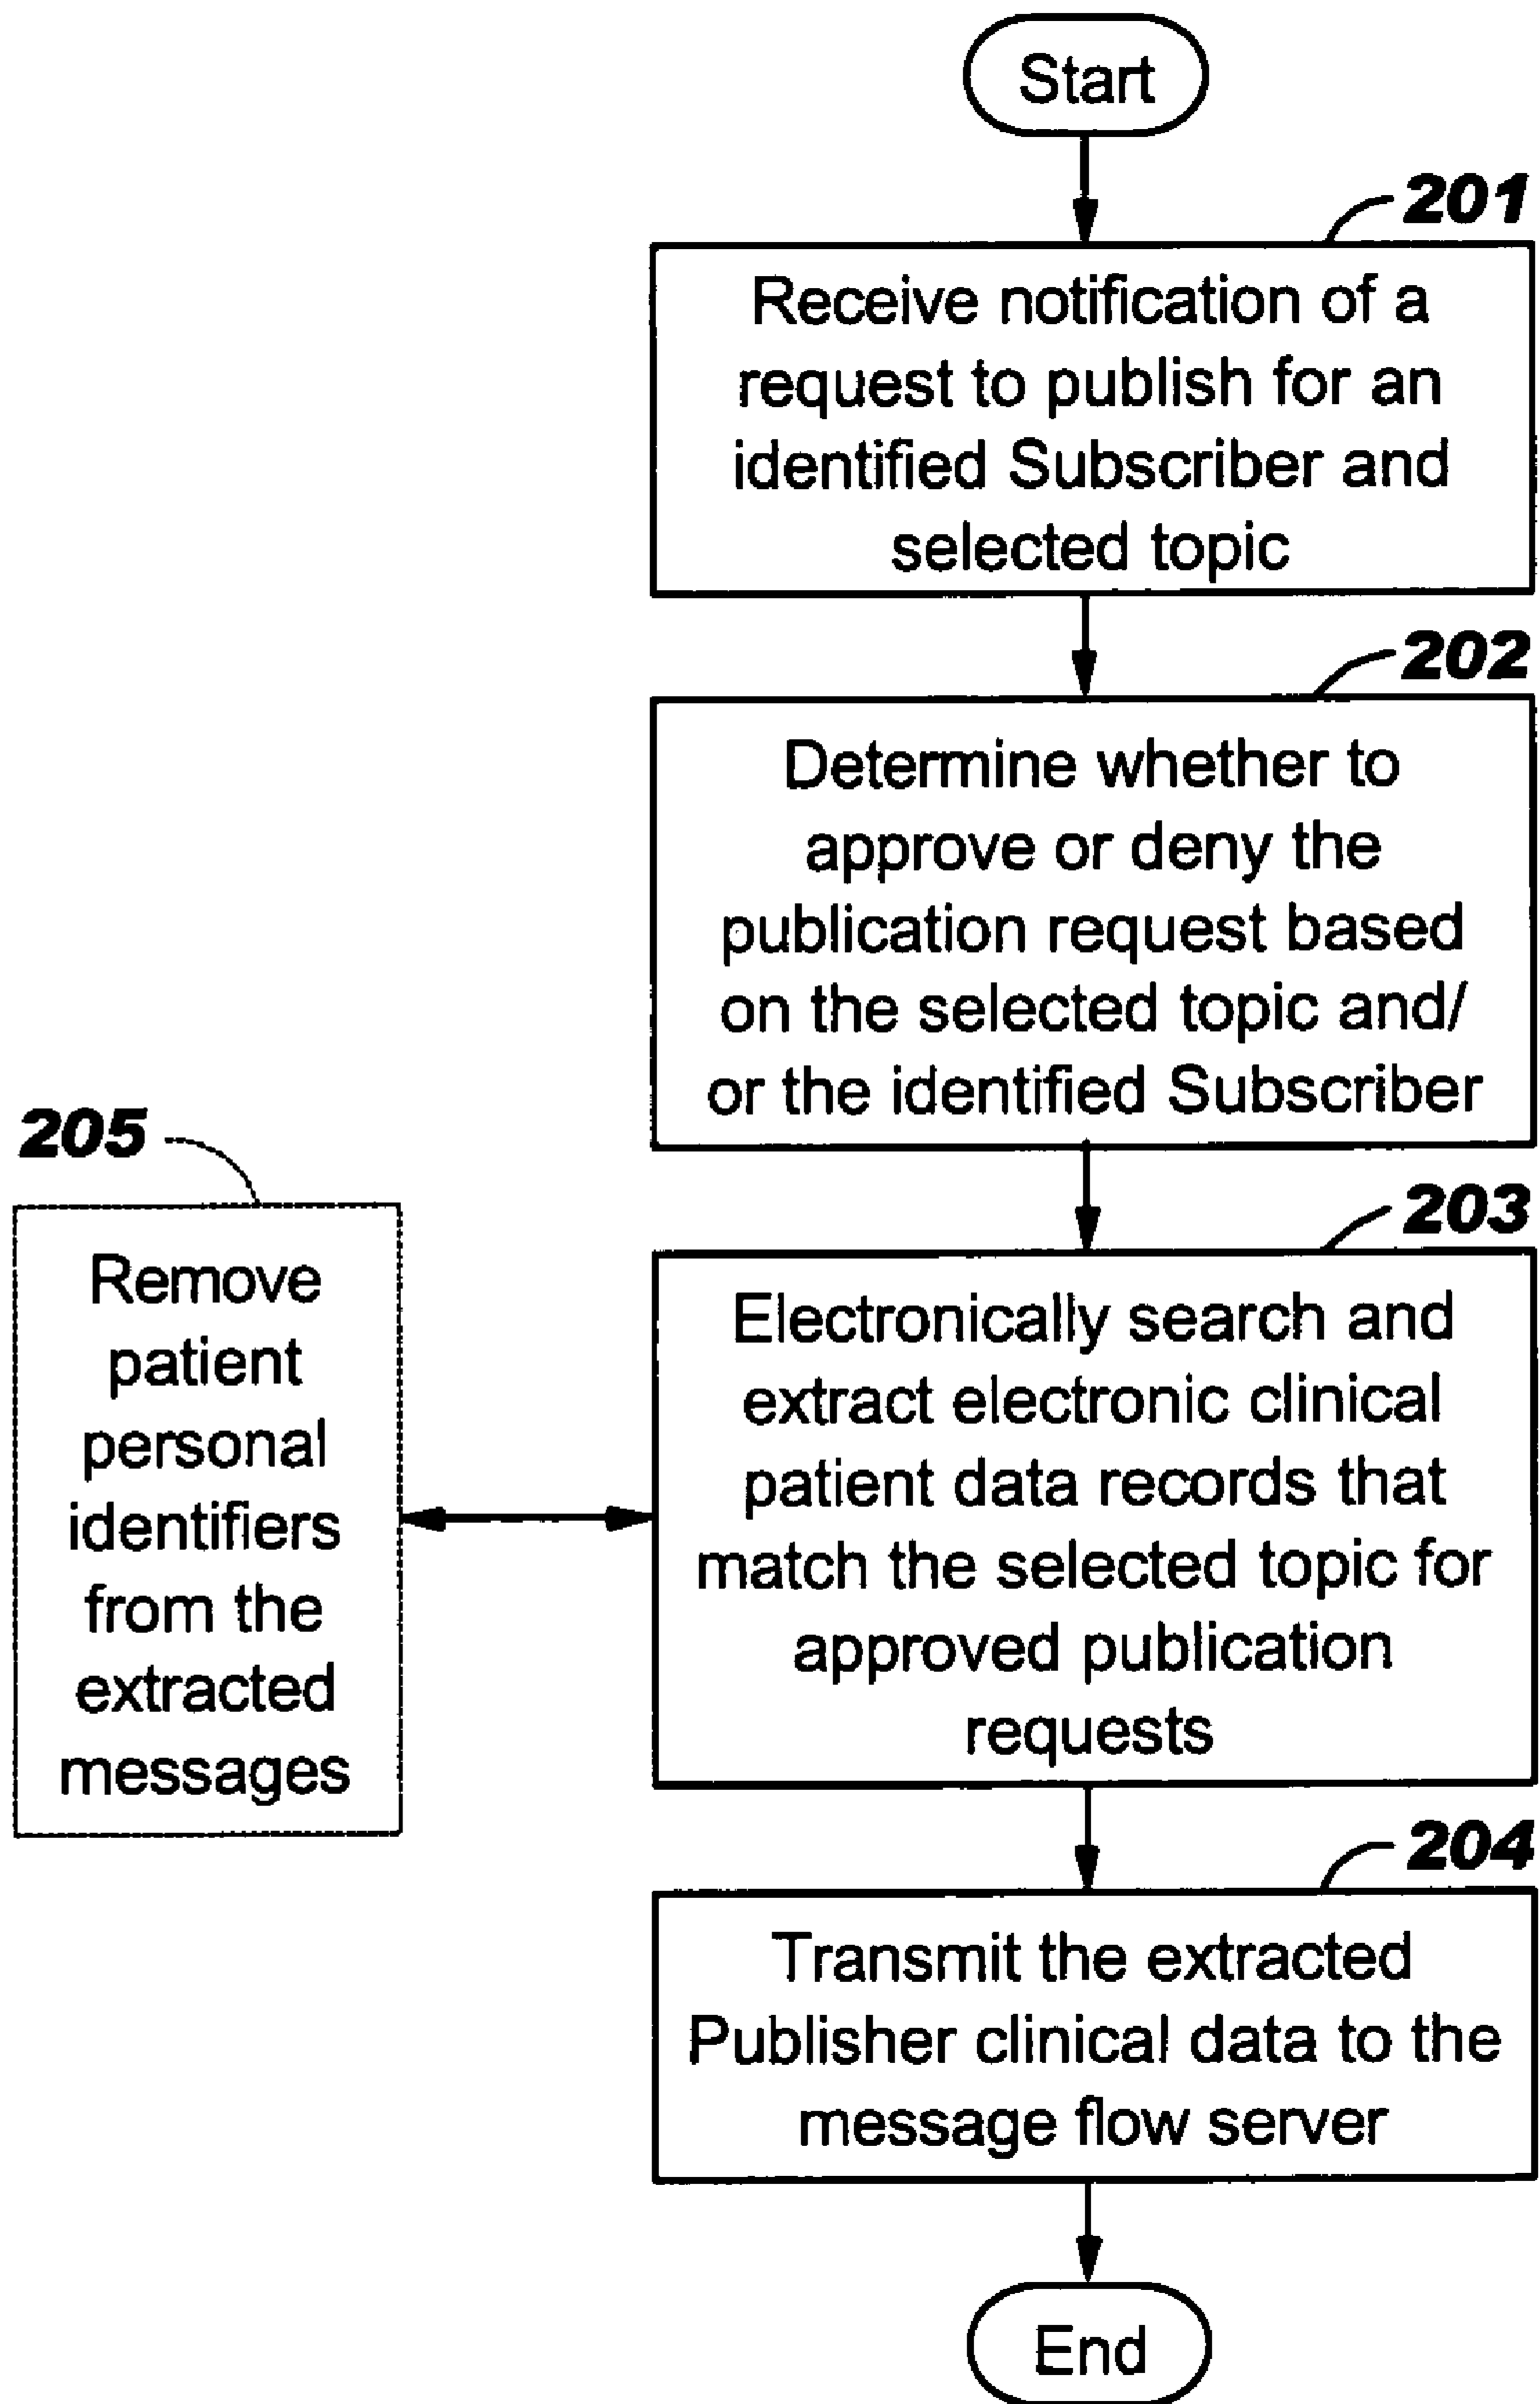 Start
201
Receive notification of a
request to publish for an
identified Subscriber and
selected topic
202
Determine whether to
approve or deny the
publication request based
on the selected topic and/
or the identified Subscriber
205
Remove
patient
personal
identifiers
from the
extracted
messages
203
Electronically search and
extract electronic clinical
patient data records that
match the selected topic for
approved publication
requests
204
Transmit the extracted
Publisher clinical data to the
message flow server
End